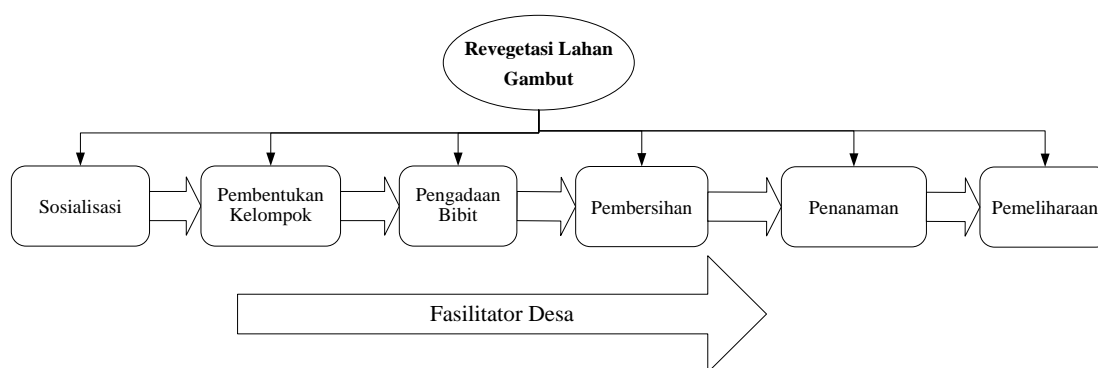 Revegetasi Lahan
Gambut
Sosialisasi
Pembentukan
Kelompok
Pengadaan
Bibit
Pembersihan
Penanaman
Pemeliharaan
Fasilitator Desa